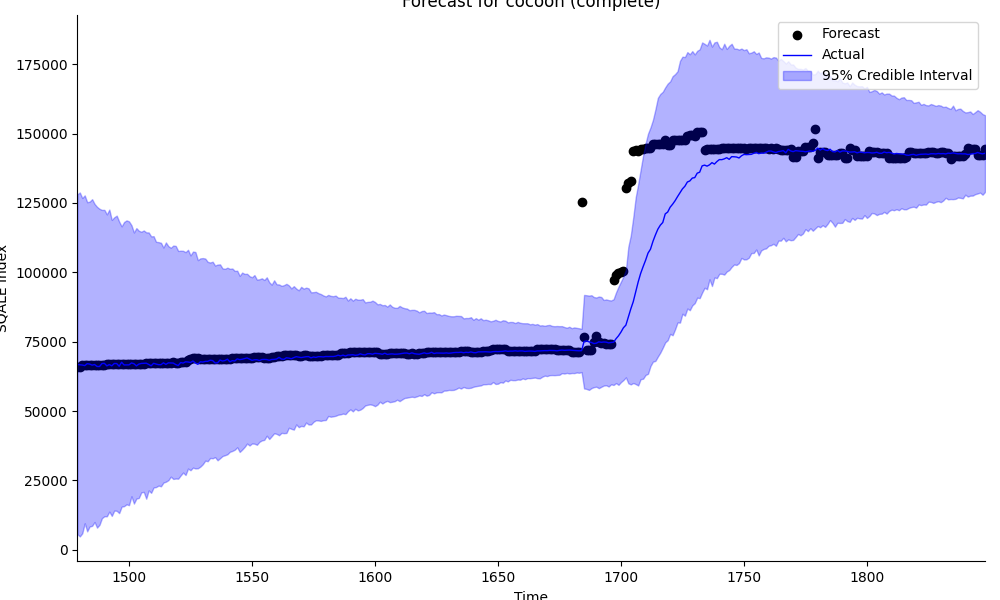 Forecast for cocoon (complete)
Forecast
Actual
95% Credible Interval
SQALE Index
175000
150000
125000
100000
75000
50000
25000
0
1500
1550
1600
1650
1700
1750
1800
Time